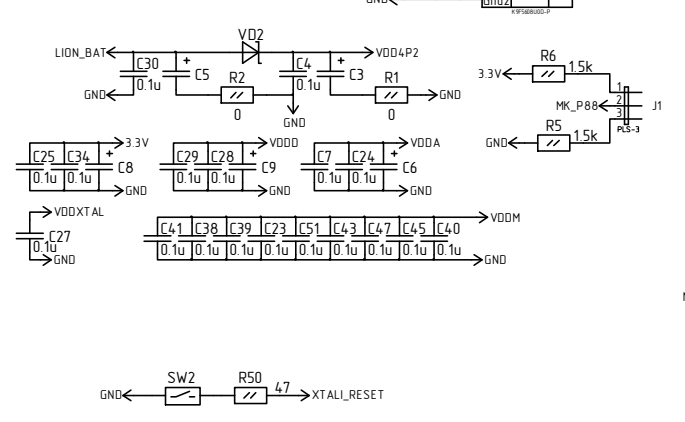 GND
Gnd2
K9F5608U0D-P
VD2
LION_BAT
VDD4P2
C30
C5
C4
C3
0.1u
0.1u
R2
R1
GND
GND
0
0
GND
R6
1.5k
3.3V
1
MK_P88
2
J1
3
PLS-3
R5
1.5k
GND
3.3V
VDDD
VDDA
C25
C34
C8
C29
C28
C9
C7
C24
C6
0.1u
0.1u
0.1u
0.1u
0.1u
0.1u
GND
GND
GND
VDDXTAL
C27
0.1u
GND
VDDM
C41
C38
C39
C23
C51
C43
C47
C45
C40
0.1u
0.1u
0.1u
0.1u
0.1u
0.1u
0.1u
0.1u
0.1u
GND
SW2
R50
GND
47
XTALI_RESET